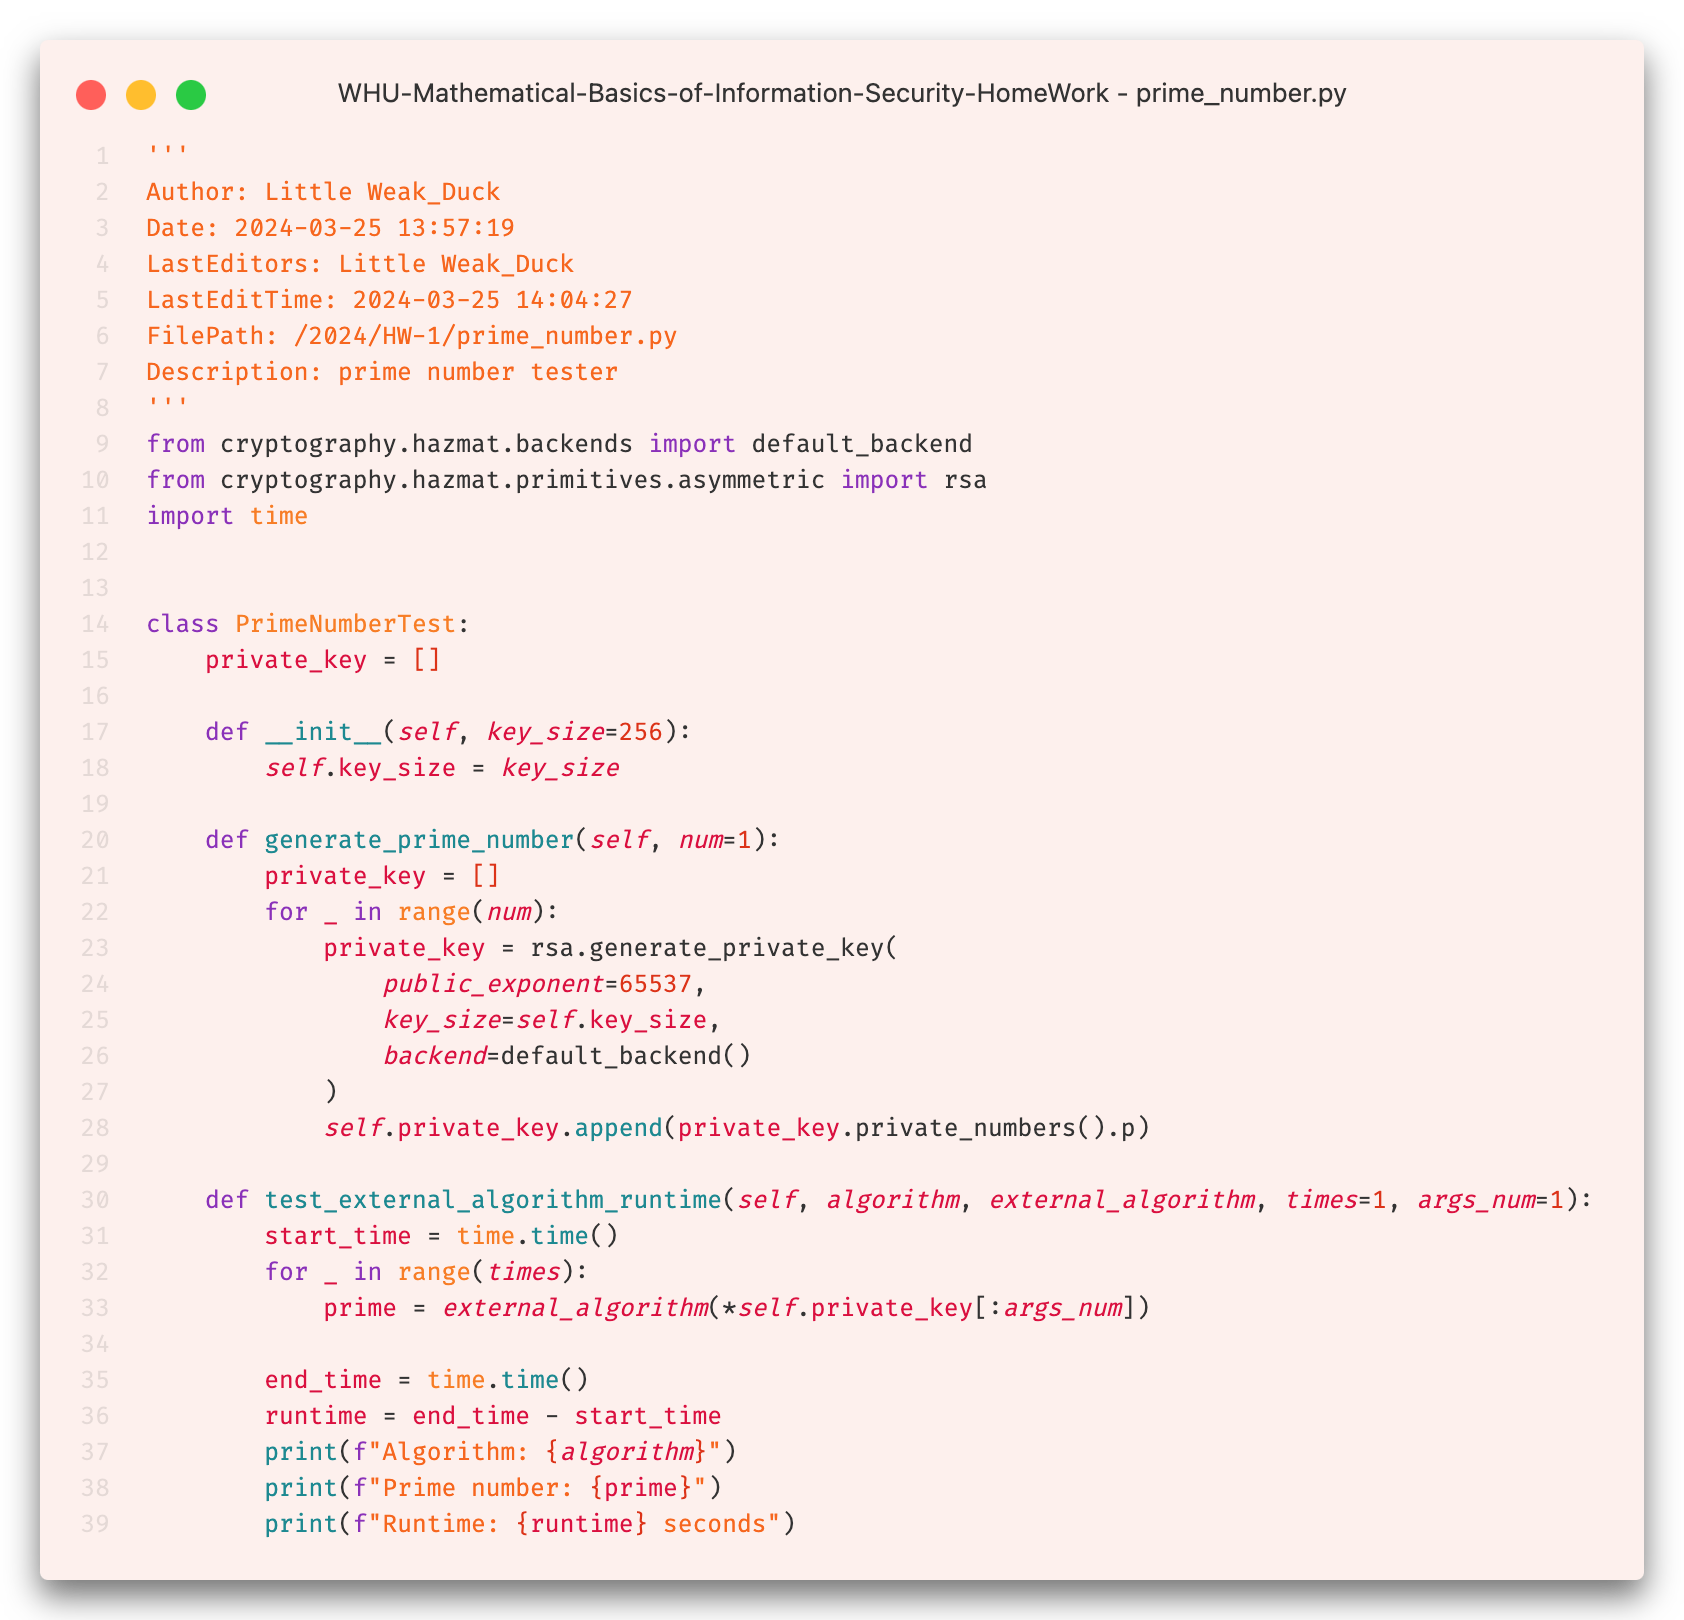 WHU-Mathematical-Basics-of-Information-Security-HomeWork - prime_number.py
1 '''
2 Author: Little Weak_Duck
3 Date: 2024-03-25 13:57:19
4 LastEditors: Little Weak_Duck
5 LastEditTime: 2024-03-25 14:04:27
6 FilePath: /2024/HW-1/prime_number.py
7 Description: prime number tester
8 '''
9 from cryptography.hazmat.backends import default_backend
10 from cryptography.hazmat.primitives.asymmetric import rsa
11 import time
12
13
14 class PrimeNumberTest:
15     private_key = []
16
17     def __init__(self, key_size=256):
18         self.key_size = key_size
19
20     def generate_prime_number(self, num=1):
21         private_key = []
22         for _ in range(num):
23             private_key = rsa.generate_private_key(
24                 public_exponent=65537,
25                 key_size=self.key_size,
26                 backend=default_backend()
27             )
28             self.private_key.append(private_key.private_numbers().p)
29
30     def test_external_algorithm_runtime(self, algorithm, external_algorithm, times=1, args_num=1):
31         start_time = time.time()
32         for _ in range(times):
33             prime = external_algorithm(*self.private_key[:args_num])
34
35         end_time = time.time()
36         runtime = end_time - start_time
37         print(f"Algorithm: {algorithm}")
38         print(f"Prime number: {prime}")
39         print(f"Runtime: {runtime} seconds")